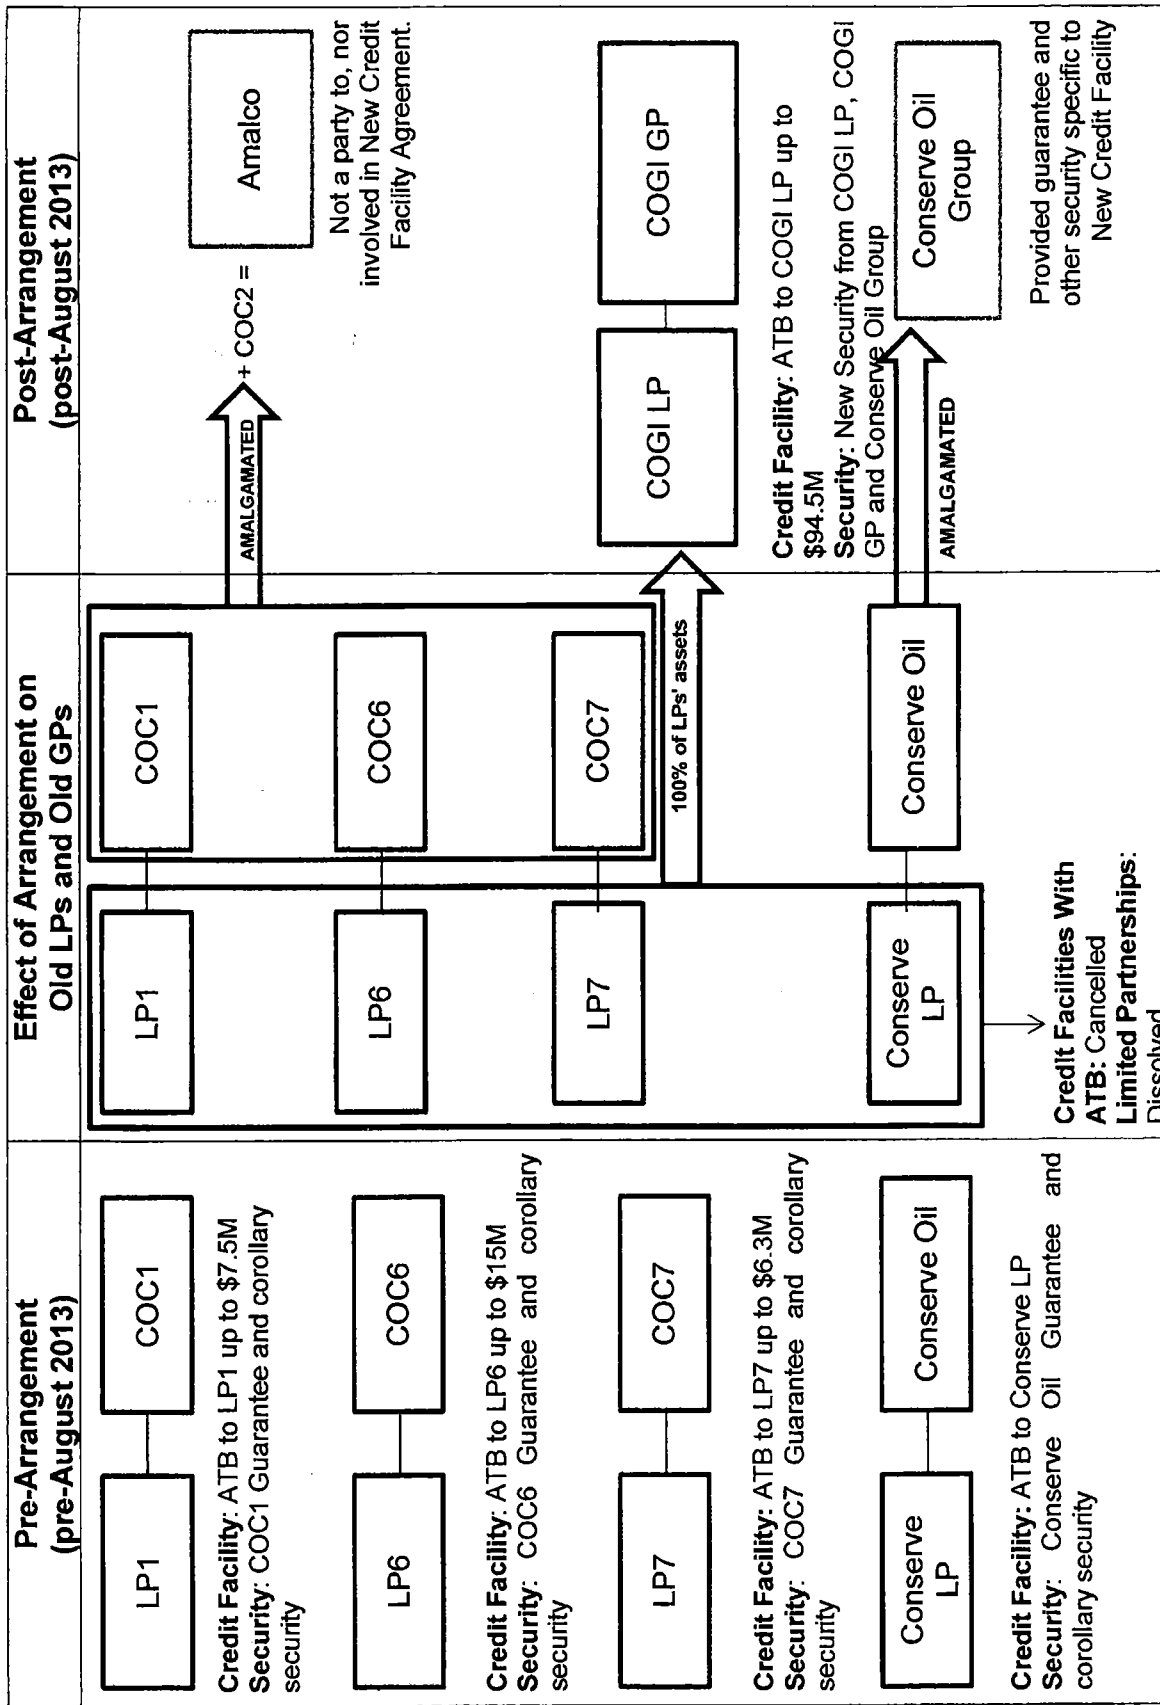 Pre-Arrangement
(pre-August 2013)
LP1
COC1
Credit Facility: ATB to LP1 up to $7.5M
Security: COC1 Guarantee and corollary
security
LP6
COC6
Credit Facility: ATB to LP6 up to $15M
Security: COC6 Guarantee and corollary
security
LP7
COC7
Credit Facility: ATB to LP7 up to $6.3M
Security: COC7 Guarantee and corollary
security
Conserve
LP
Conserve Oil
Credit Facility: ATB to Conserve LP
Security: Conserve Oil Guarantee and
corollary security
Effect of Arrangement on
Old LPs and Old GPs
LP1
COC1
LP6
COC6
LP7
COC7
Conserve
LP
Conserve Oil
Credit Facilities With
ATB: Cancelled
Limited Partnerships:
Dissolved
Post-Arrangement
(post-August 2013)
AMALGAMATED
+ COC2 =
Amalco
Not a party to, nor
involved in New Credit
Facility Agreement.
100% of LPs' assets
COGI LP
COGI GP
Credit Facility: ATB to COGI LP up to
$94.5M
Security: New Security from COGI LP, COGI
GP and Conserve Oil Group
AMALGAMATED
Conserve Oil
Group
Provided guarantee and
other security specific to
New Credit Facility